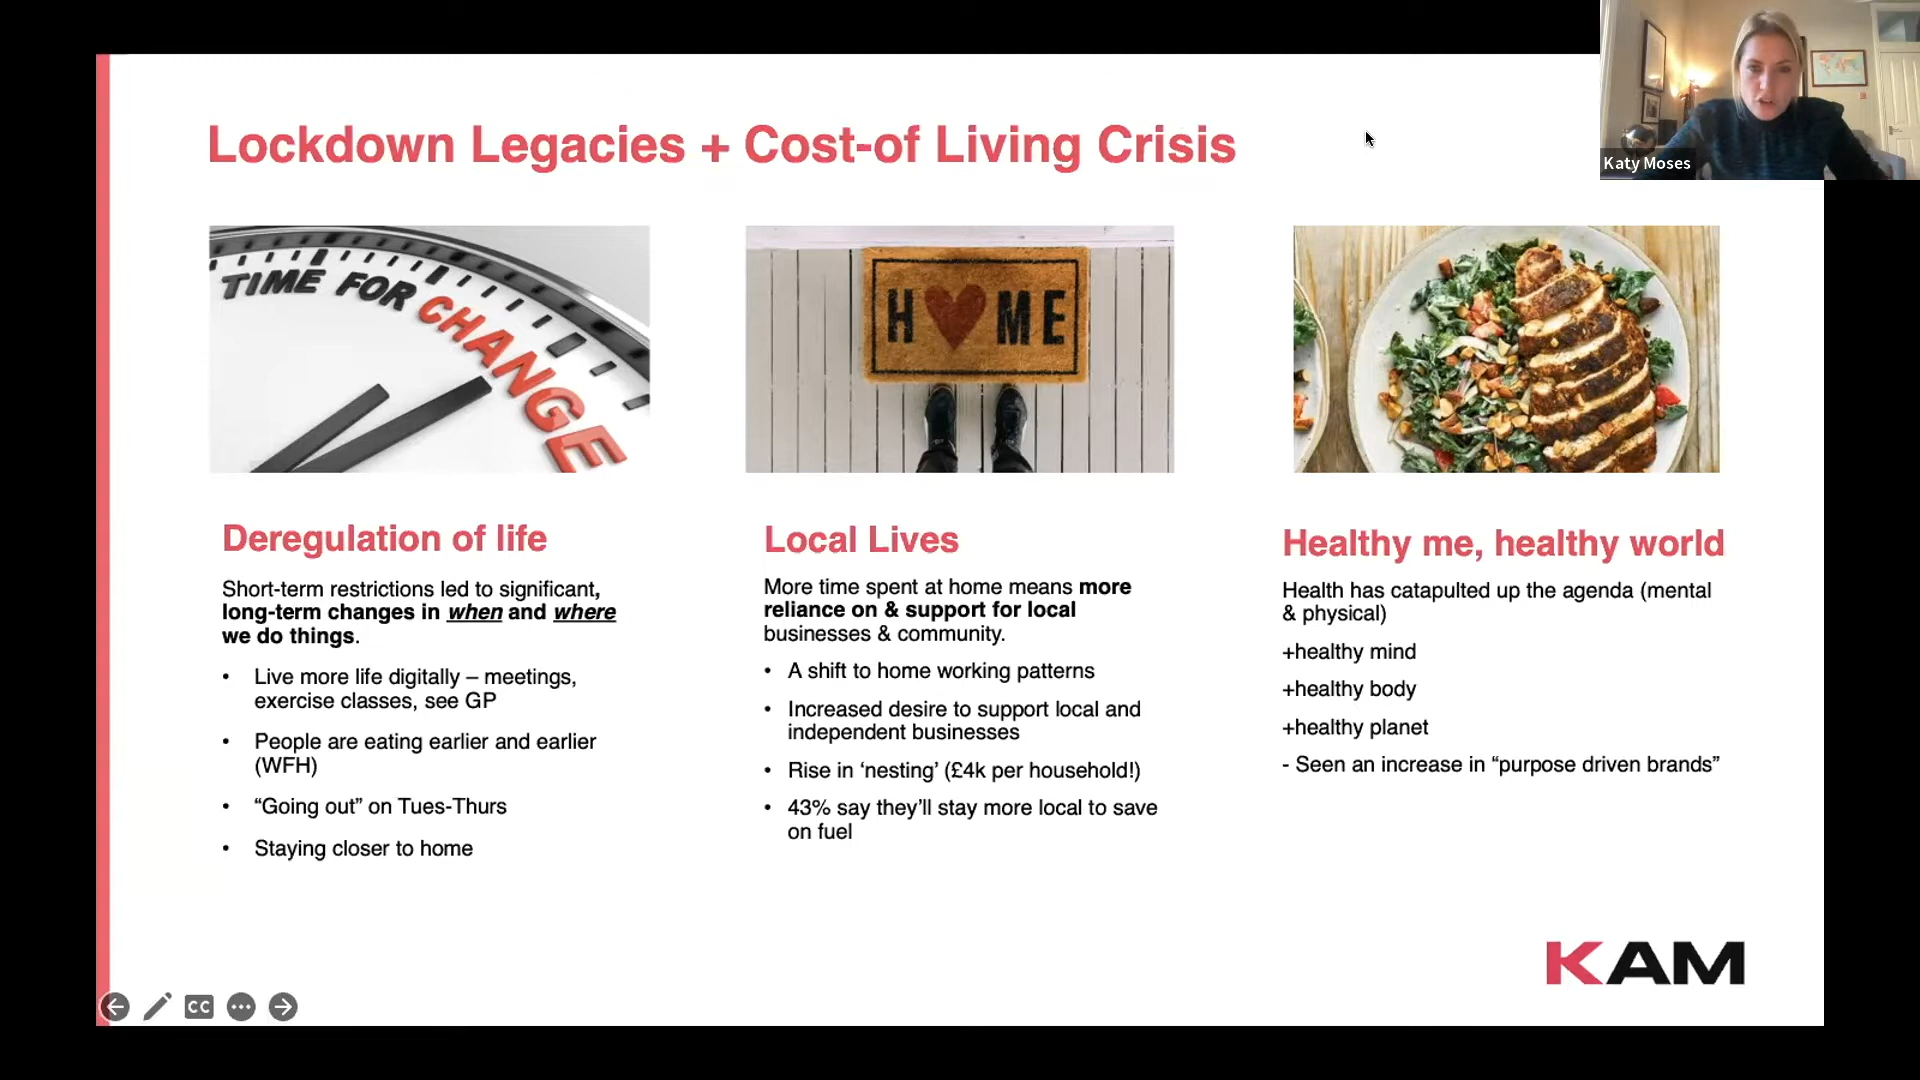 Katy Moses
Lockdown Legacies + Cost-of Living Crisis
TIME FOR CHANGE
H ME
Deregulation of life
Short-term restrictions led to significant,
long-term changes in when and where
we do things.
• Live more life digitally – meetings,
exercise classes, see GP
• People are eating earlier and earlier
(WFH)
• “Going out” on Tues-Thurs
• Staying closer to home
Local Lives
More time spent at home means more
reliance on & support for local
businesses & community.
• A shift to home working patterns
• Increased desire to support local and
independent businesses
• Rise in ‘nesting’ (£4k per household!)
• 43% say they’ll stay more local to save
on fuel
Healthy me, healthy world
Health has catapulted up the agenda (mental
& physical)
+healthy mind
+healthy body
+healthy planet
- Seen an increase in “purpose driven brands”
KAM
CC